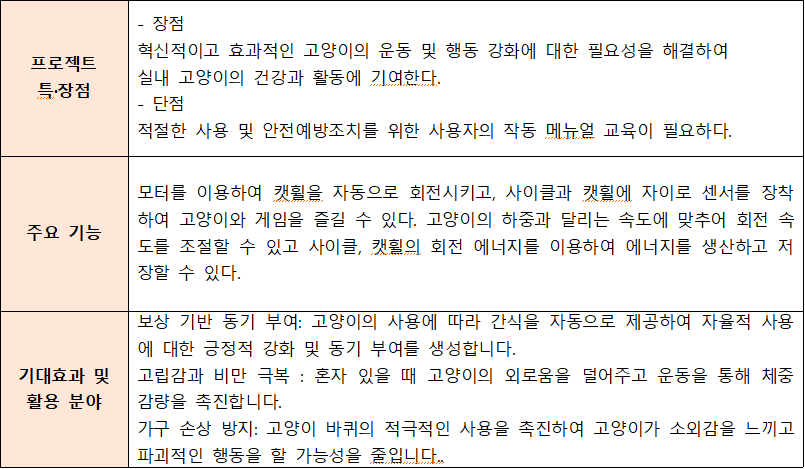 프로젝트
특·장점
- 장점
혁신적이고 효과적인 고양이의 운동 및 행동 강화에 대한 필요성을 해결하여
실내 고양이의 건강과 활동에 기여한다.
- 단점
적절한 사용 및 안전예방조치를 위한 사용자의 작동 메뉴얼 교육이 필요하다.
주요 기능
모터를 이용하여 캣휠을 자동으로 회전시키고, 사이클과 캣휠에 자이로 센서를 장착
하여 고양이와 게임을 즐길 수 있다. 고양이의 하중과 달리는 속도에 맞추어 회전 속
도를 조절할 수 있고 사이클, 캣휠의 회전 에너지를 이용하여 에너지를 생산하고 저
장할 수 있다.
기대효과 및
활용 분야
보상 기반 동기 부여: 고양이의 사용에 따라 간식을 자동으로 제공하여 자율적 사용
에 대한 긍정적 강화 및 동기 부여를 생성합니다.
고립감과 비만 극복 : 혼자 있을 때 고양이의 외로움을 덜어주고 운동을 통해 체중
감량을 촉진합니다.
가구 손상 방지: 고양이 바퀴의 적극적인 사용을 촉진하여 고양이가 소외감을 느끼고
파괴적인 행동을 할 가능성을 줄입니다..